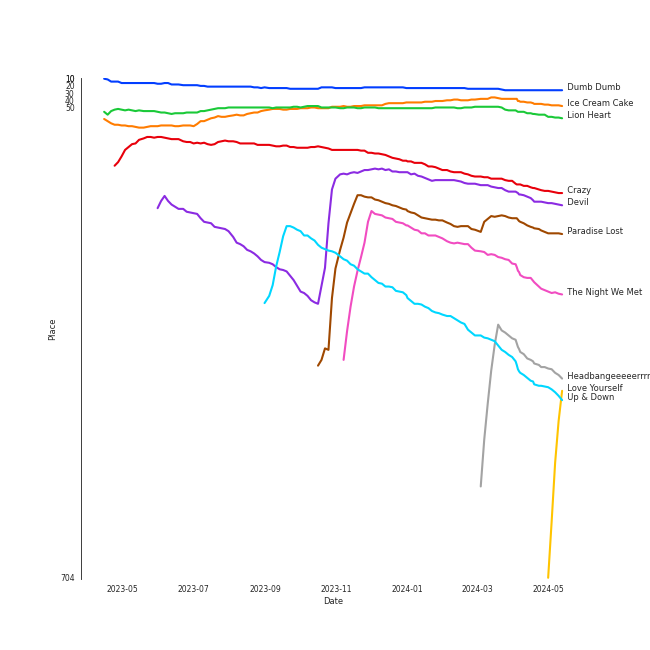 10
20
30
40
50
Dumb Dumb
Ice Cream Cake
Lion Heart
Crazy
Devil
Paradise Lost
The Night We Met
Headbangeeeeerrrr
Love Yourself
Up & Down
Place
704
2023-05
2023-07
2023-09
2023-11
2024-01
2024-03
2024-05
Date